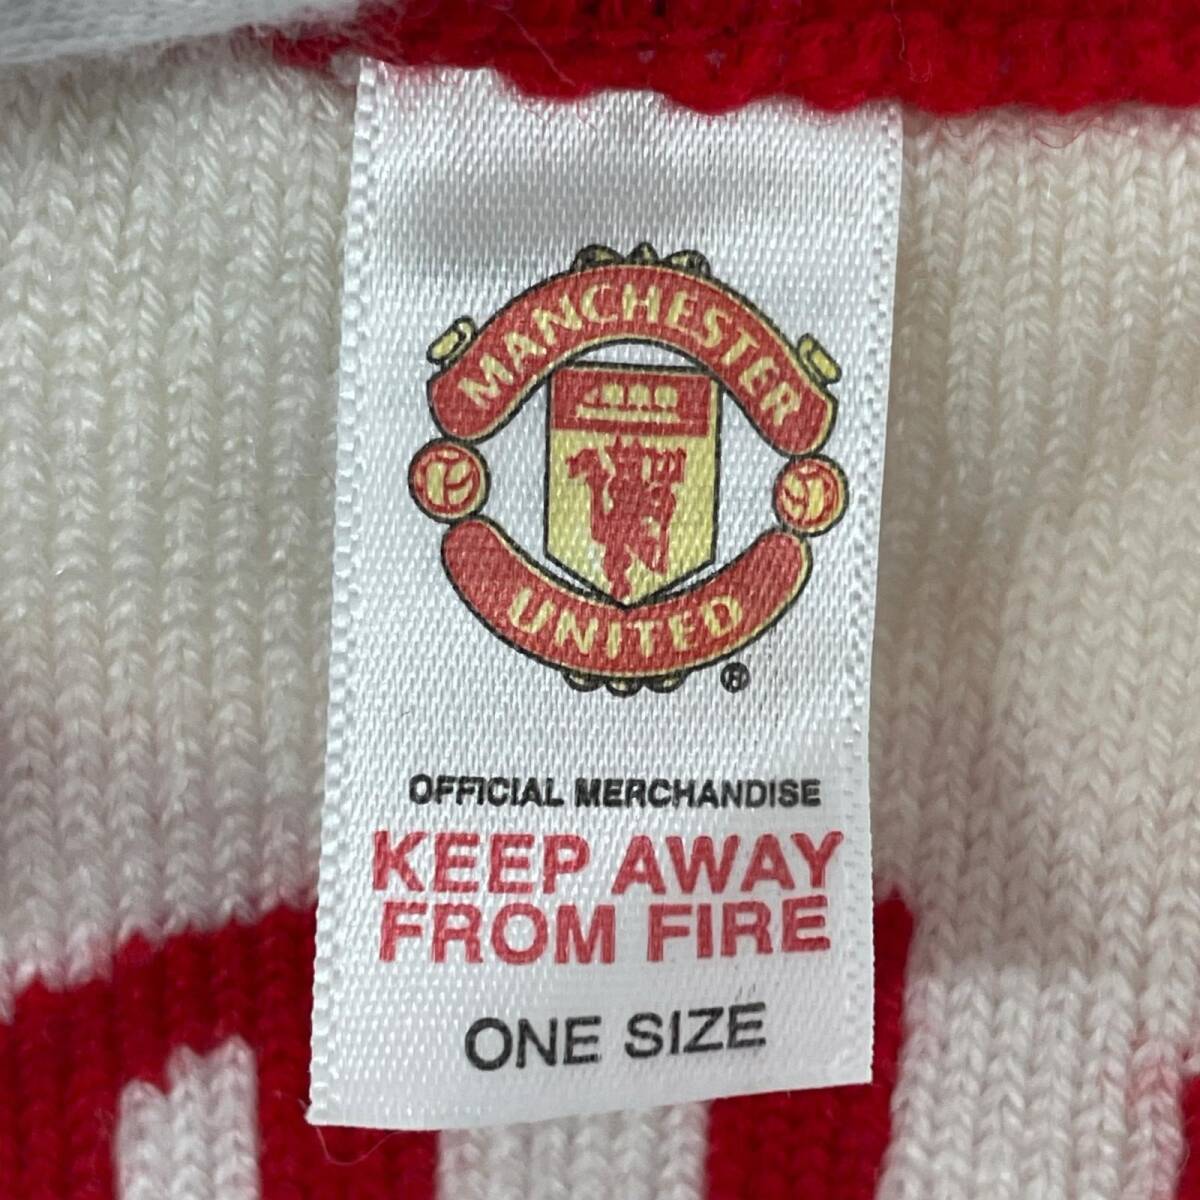 MANCHESTER
UNITED
®
OFFICIAL MERCHANDISE
KEEP AWAY
FROM FIRE
ONE SIZE